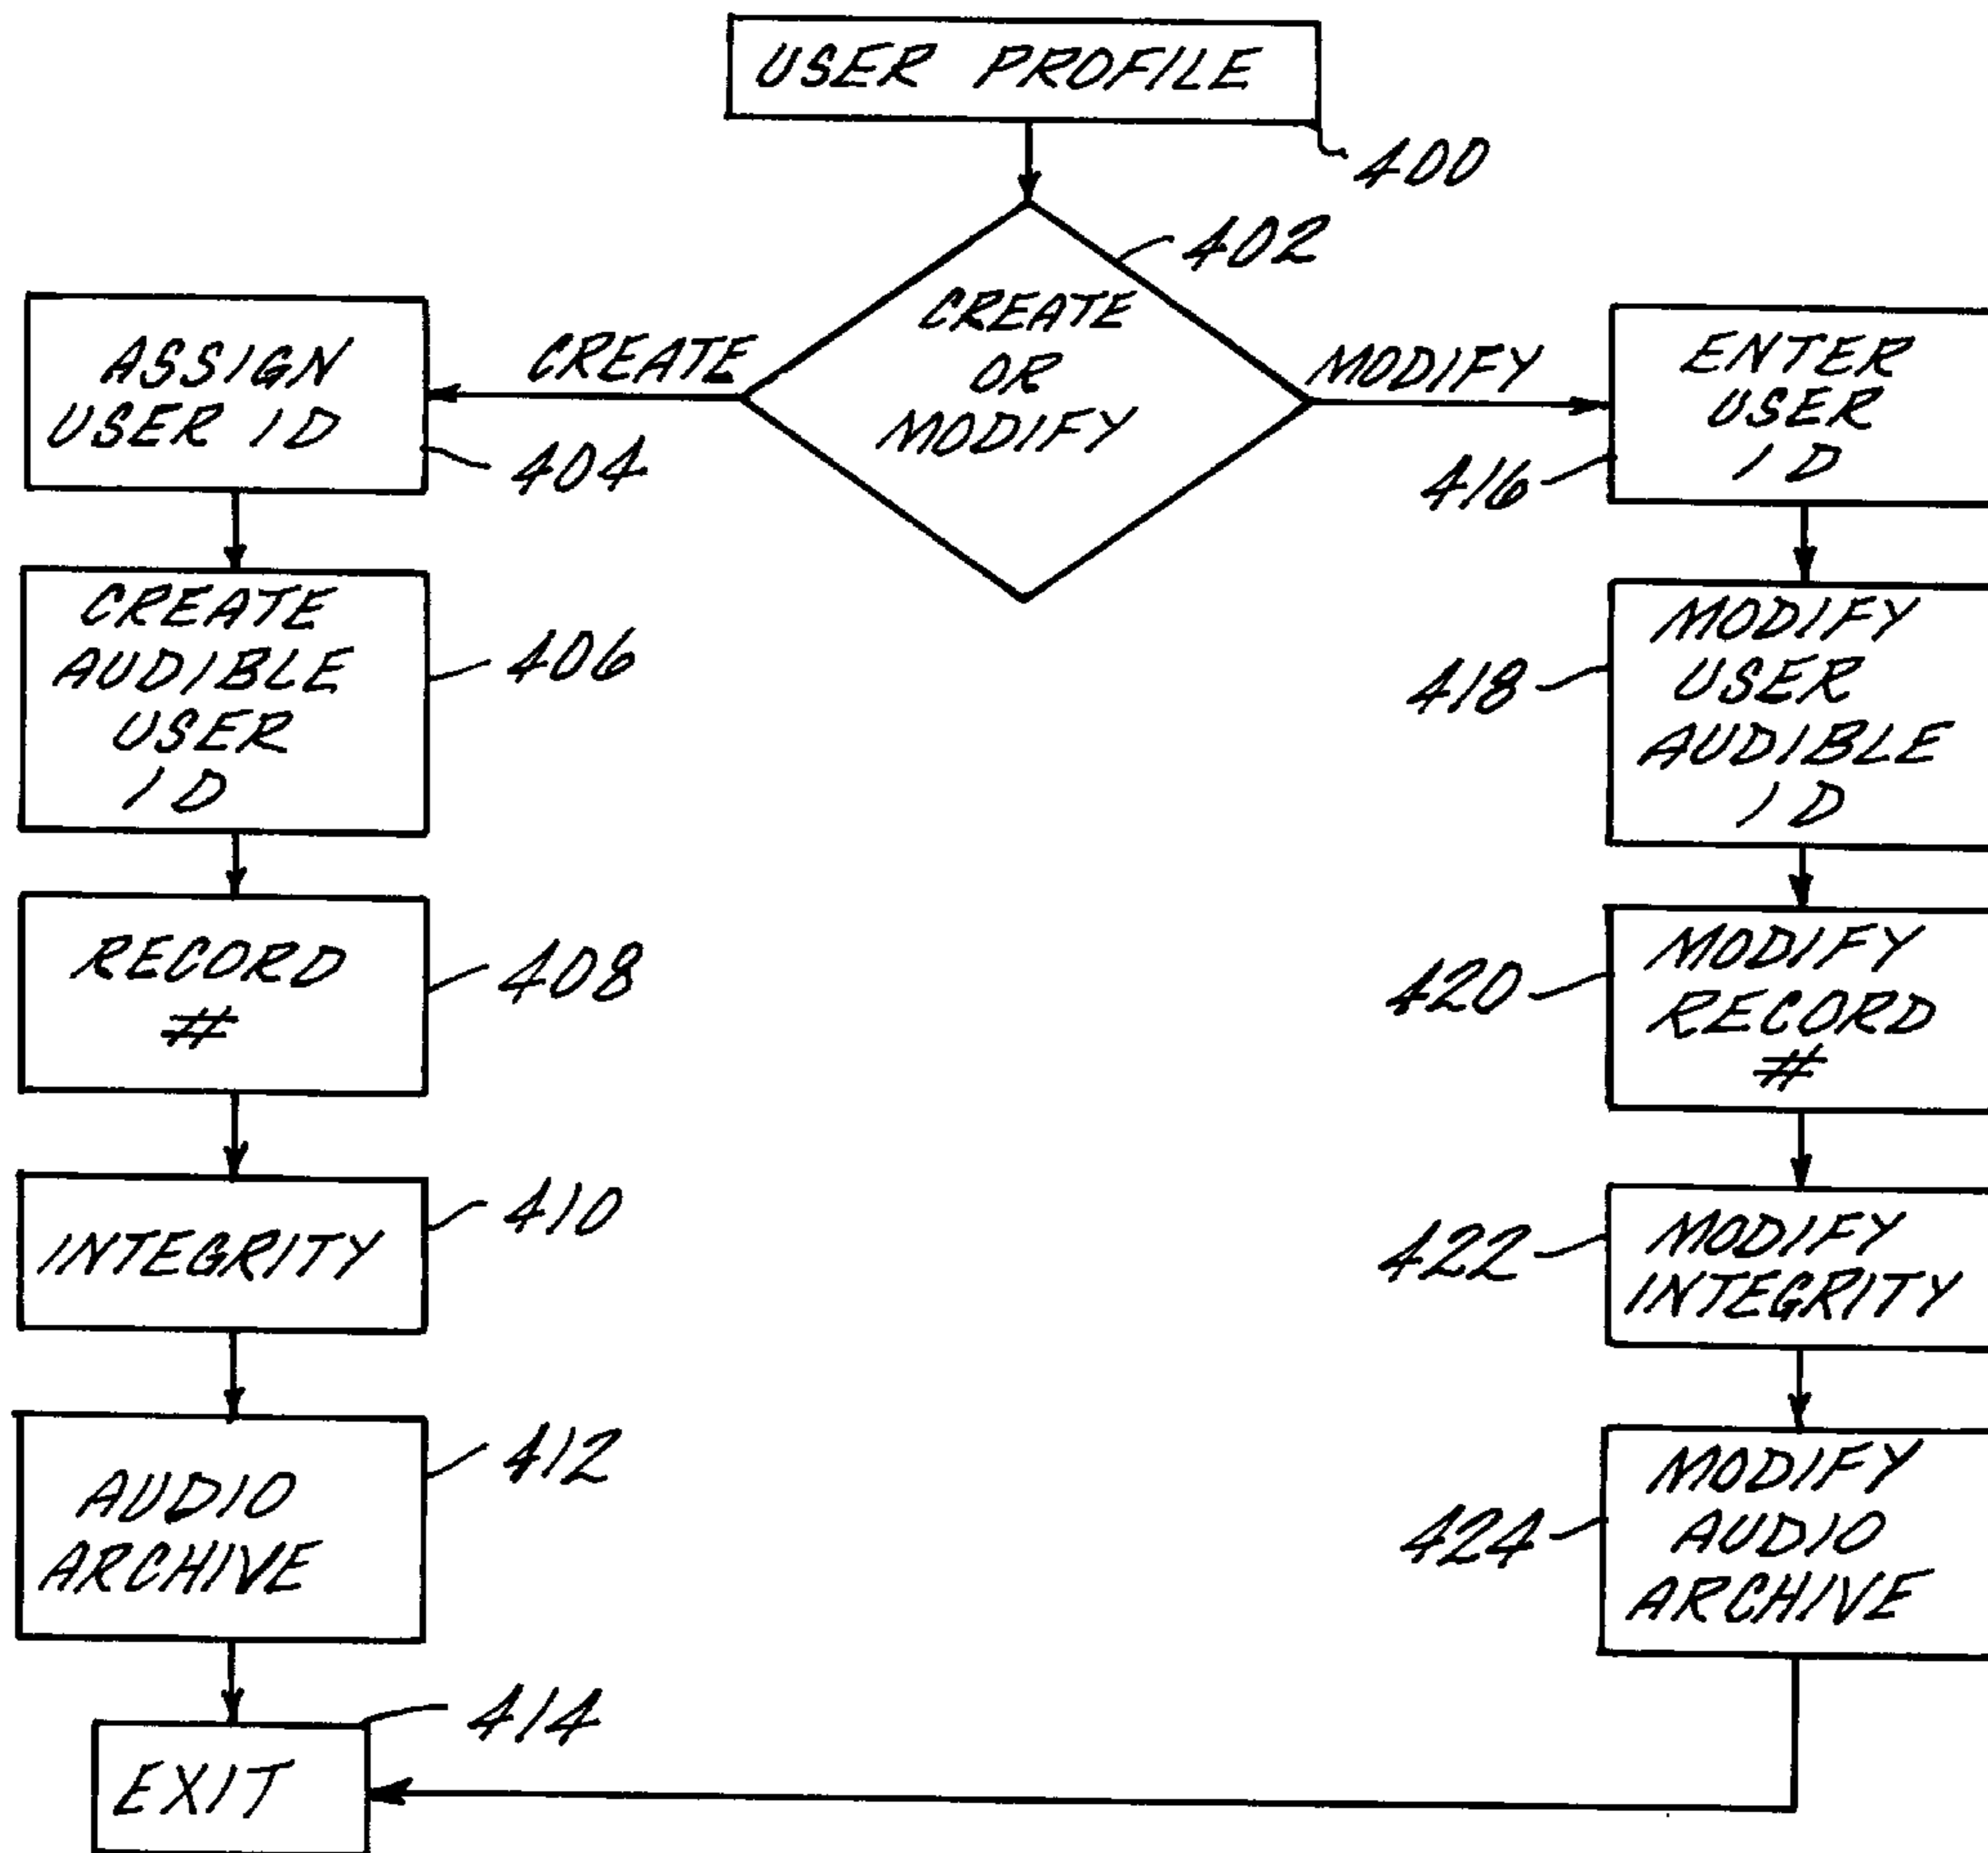 USER PROFILE
400
402
CREATE
OR
MODIFY
CREATE
MODIFY
ASSIGN
USER ID
404
CREATE
AUDIBLE
USER
ID
406
RECORD
#
408
INTEGRITY
410
AUDIO
ARCHIVE
412
EXIT
414
ENTER
USER
ID
416
MODIFY
USER
AUDIBLE
ID
418
MODIFY
RECORD
#
420
MODIFY
INTEGRITY
422
MODIFY
AUDIO
ARCHIVE
424